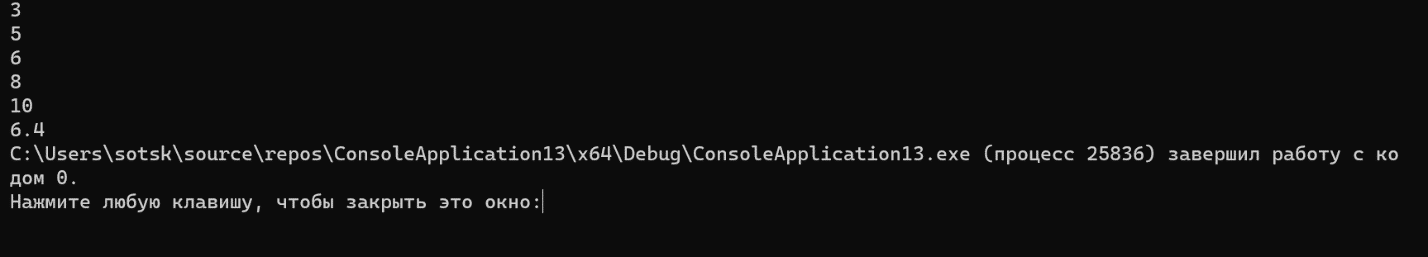 3
5
6
8
10
6.4
C:\Users\sotsk\source\repos\ConsoleApplication13\x64\Debug\ConsoleApplication13.exe (процесс 25836) завершил работу с ко
дом 0.
Нажмите любую клавишу, чтобы закрыть это окно: